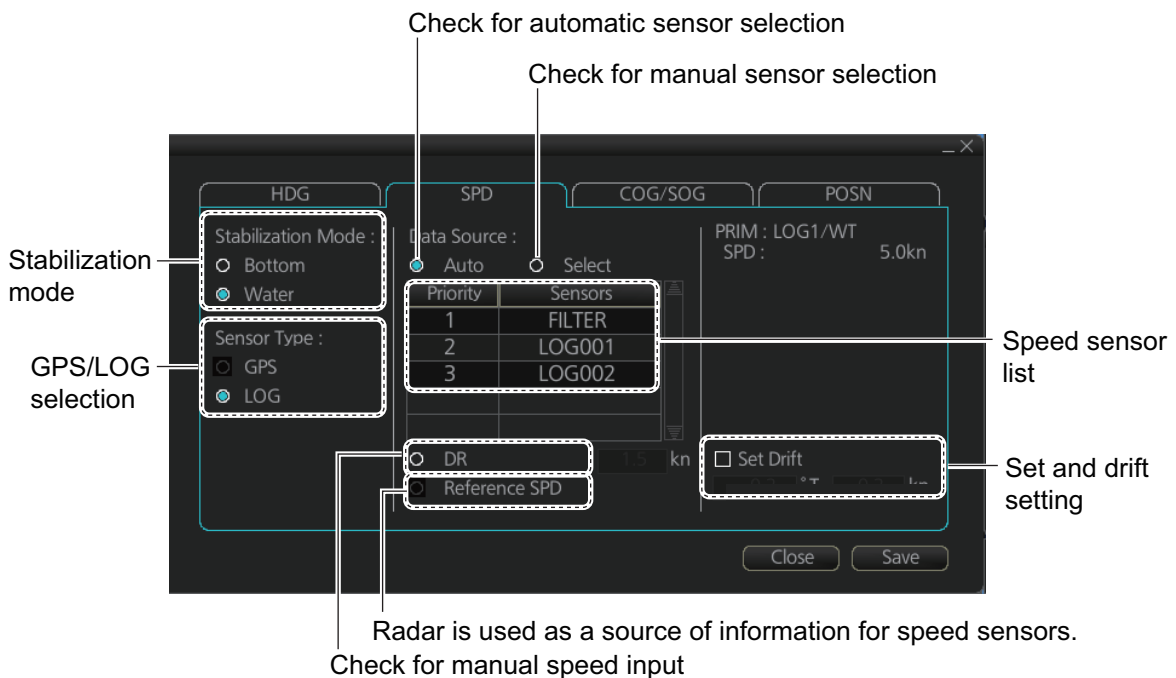 Check for automatic sensor selection
Check for manual sensor selection
HDG
SPD
COG/SOG
POSN
Stabilization mode
Stabilization Mode :
Bottom
Water
GPS/LOG selection
Sensor Type :
GPS
LOG
Data Source :
Auto
Select
Priority Sensors
1 FILTER
2 LOG001
3 LOG002
DR
1.5 kn
Reference SPD
PRIM : LOG1/WT
SPD : 5.0kn
Speed sensor list
Set Drift
°T
kn
Set and drift setting
Close
Save
Radar is used as a source of information for speed sensors.
Check for manual speed input